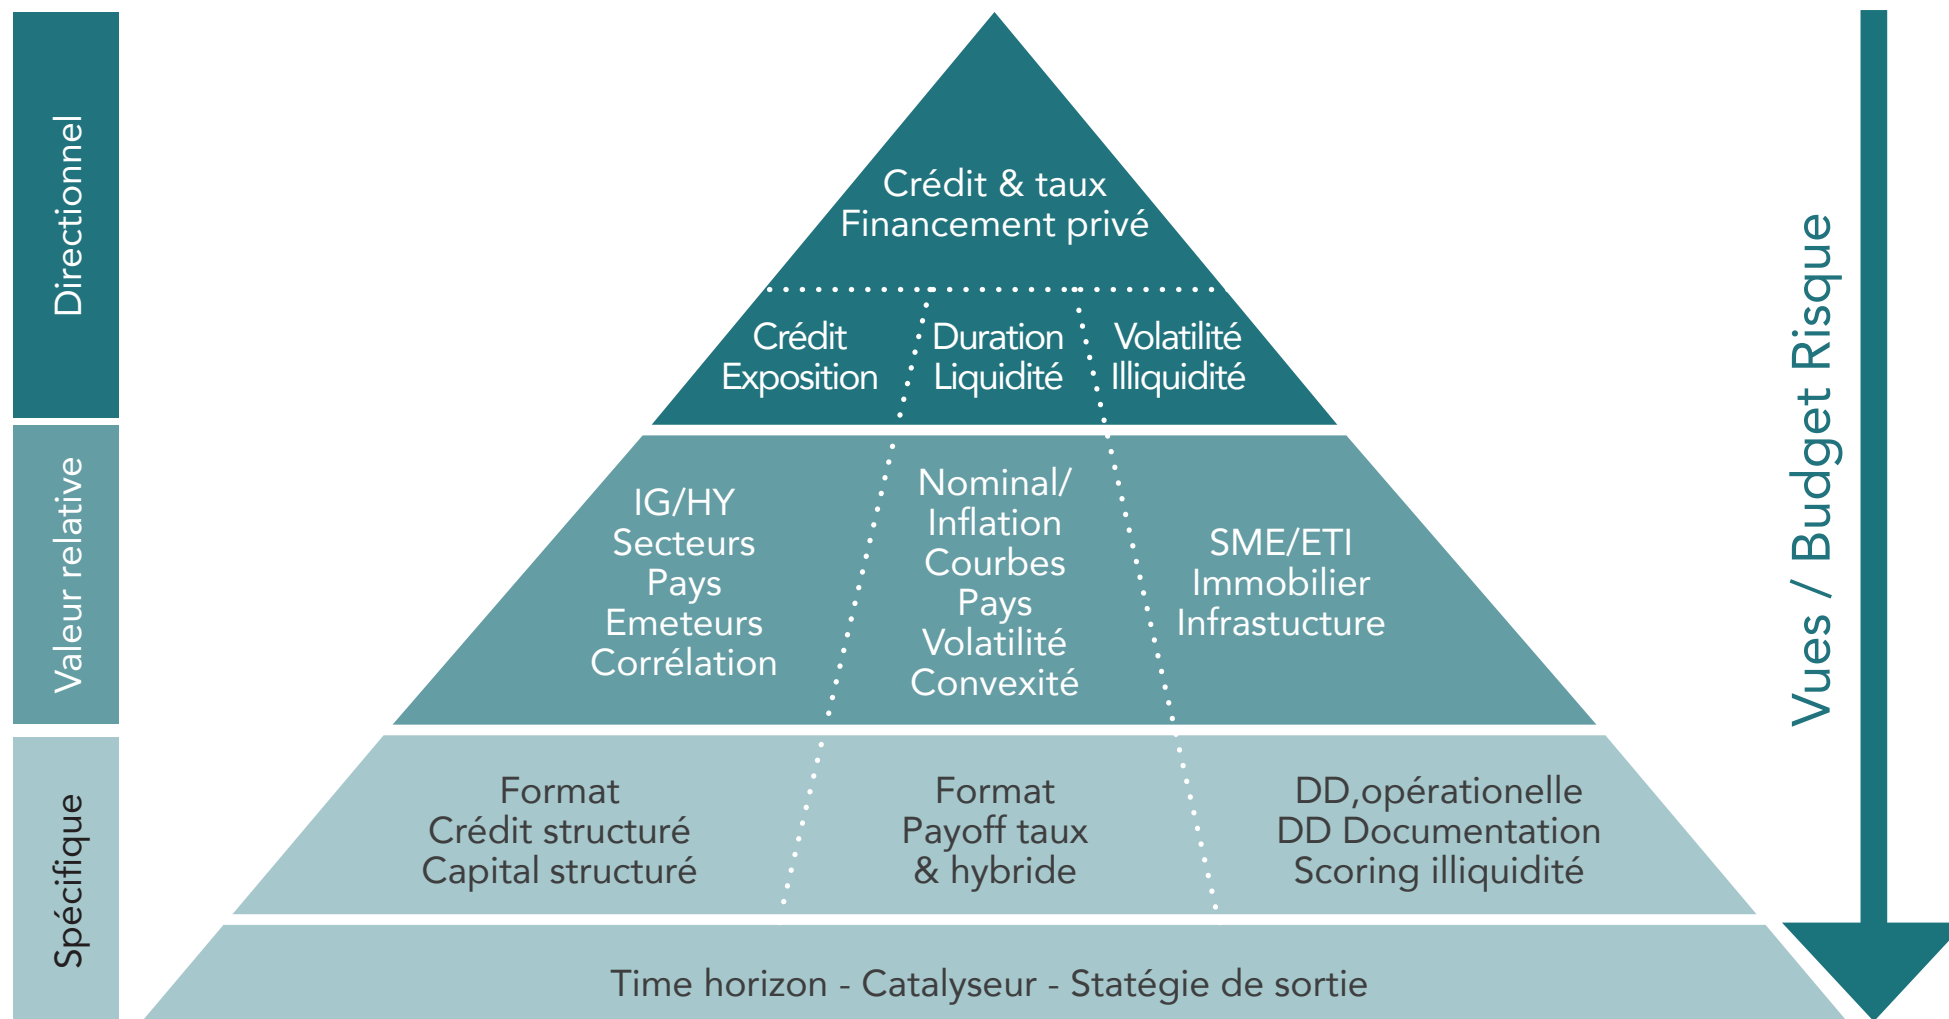 Directionnel
Crédit & taux
Financement privé
Crédit
Exposition
Duration
Liquidité
Volatilité
Illiquidité
Valeur relative
IG/HY
Secteurs
Pays
Emeteurs
Corrélation
Nominal/
Inflation
Courbes
Pays
Volatilité
Convexité
SME/ETI
Immobilier
Infrastucture
Spécifique
Format
Crédit structuré
Capital structuré
Format
Payoff taux
& hybride
DD,opérationelle
DD Documentation
Scoring illiquidité
Time horizon - Catalyseur - Statégie de sortie
Vues / Budget Risque